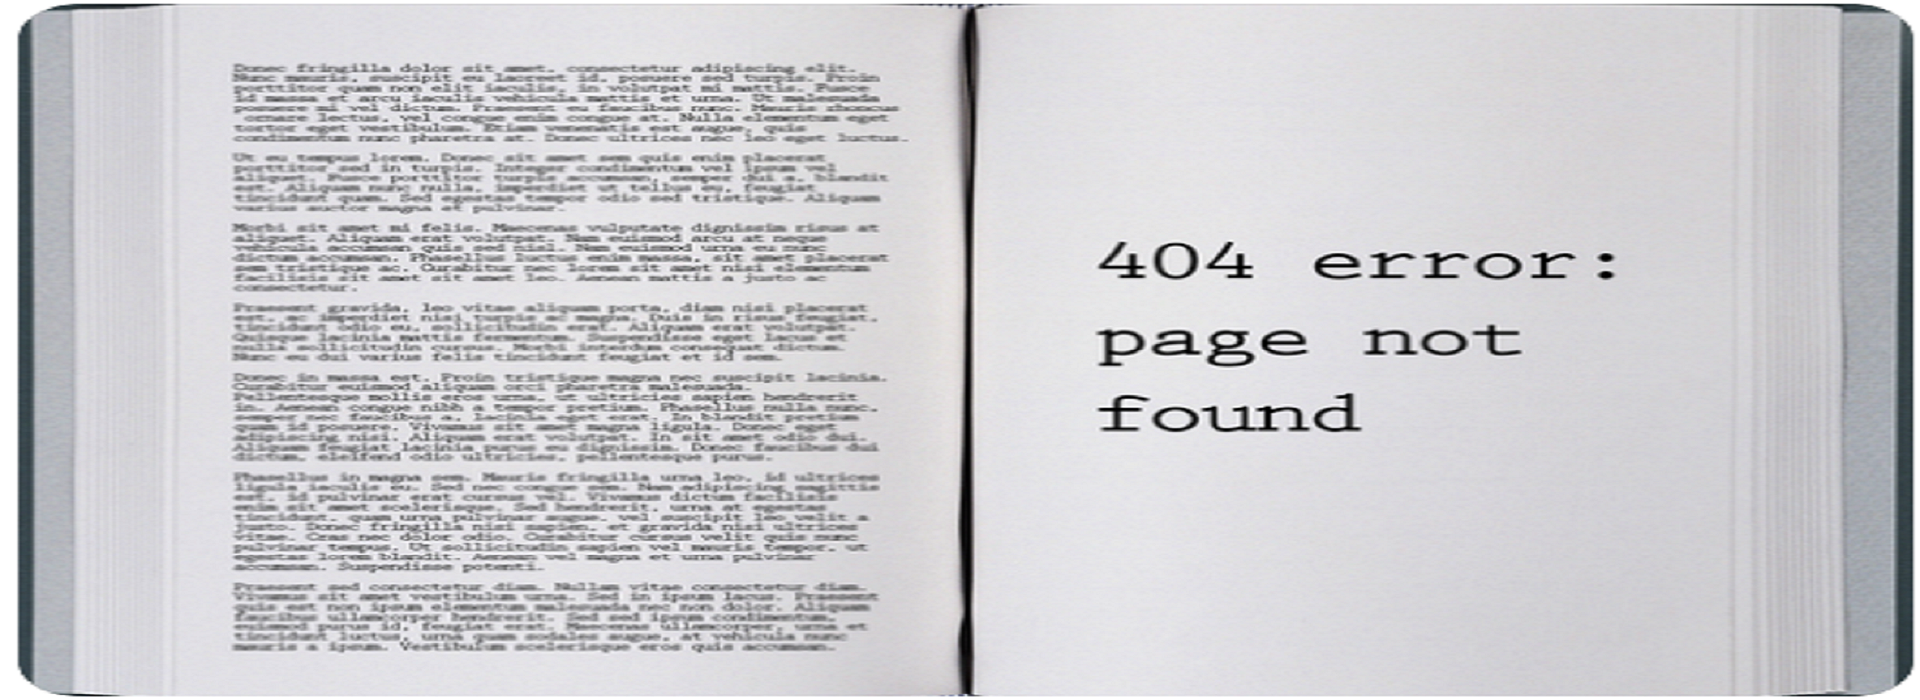 Donec fringilla dolor sit amet, consectetur adipiscing elit.
Nunc mauris, suscipit eu laoreet id, posuere sed turpis. Proin
porttitor quam non elit iaculis, in volutpat mi mattis. Fusce
id massa et arcu iaculis vehicula mattis et urna. Ut malesuada
posuere mi vel dictum. Praesent eu faucibus nunc. Mauris rhoncus
ornare lectus, vel congue enim congue at. Nulla elementum eget
tortor eget vestibulum. Etiam venenatis est augue, quis
condimentum nunc pharetra at. Donec ultrices nec leo eget luctus.
Ut eu tempus lorem. Donec sit amet sem quis enim placerat
porttitor sed in turpis. Integer condimentum vel ipsum vel
aliquet. Fusce porttitor turpis accumsan, semper dui a, blandit
est. Aliquam nunc nulla, imperdiet ut tellus eu, feugiat
tincidunt quam. Sed egestas tempor odio sed tristique. Aliquam
varius auctor magna et pulvinar.
Morbi sit amet mi felis. Maecenas vulputate dignissim risus at
aliquet. Aliquam erat volutpat. Nam euismod arcu at neque
vehicula accumsan quis sed nisl. Nam euismod urna eu nunc
dictum accumsan. Phasellus luctus enim massa, sit amet placerat
sem tristique ac. Curabitur nec lorem sit amet nisi elementum
facilisis sit amet sit amet leo. Aenean mattis a justo ac
consectetur.
Praesent gravida, leo vitae aliquam porta, diam nisi placerat
est, ac imperdiet nisi turpis ac magna. Duis in risus feugiat,
tincidunt odio eu, sollicitudin erat. Aliquam erat volutpat.
Quisque lacinia mattis fermentum. Suspendisse eget lacus et
nulla sollicitudin cursus. Morbi interdum consequat dictum.
Nunc eu dui varius felis tincidunt feugiat et id sem.
Donec in massa est. Proin tristique magna nec suscipit lacinia.
Curabitur euismod aliquam orci pharetra malesuada.
Pellentesque mollis eros urna, ut ultricies sapien hendrerit
in. Aenean congue nibh a tempor pretium. Phasellus nulla nunc,
semper nec faucibus a, lacinia eget erat. In blandit pretium
quam id posuere. Vivamus sit amet magna ligula. Donec eget
adipiscing nisi. Aliquam erat volutpat. In sit amet odio dui.
Aliquam feugiat lacinia purus eu dignissim. Donec faucibus dui
dictum, eleifend odio ultricies, pellentesque purus.
Phasellus in magna sem. Mauris fringilla urna leo, id ultrices
ligula iaculis eu. Sed nec congue sem. Nam adipiscing sagittis
est, id pulvinar erat cursus vel. Vivamus dictum facilisis
enim sit amet scelerisque. Sed hendrerit, urna at egestas
tincidunt, quam urna pulvinar augue, vel suscipit leo velit a
justo. Donec fringilla nisi sapien, et gravida nisi ultrices
vitae. Cras nec dolor odio. Curabitur cursus velit quis nunc
pulvinar tempus. Ut sollicitudin sapien vel mauris tempor, ut
egestas lorem blandit. Aenean vel magna et urna pulvinar
accumsan. Suspendisse potenti.
Praesent sed consectetur diam. Nullam vitae consectetur diam.
Vivamus sit amet vestibulum urna. Sed in ipsum lacus. Praesent
quis est non ipsum elementum malesuada nec non dolor. Aliquam
faucibus ullamcorper hendrerit. Sed sed ipsum condimentum,
euismod purus id, feugiat erat. Maecenas ullamcorper, urna et
tincidunt luctus, urna quam sodales augue, at vehicula nunc
mauris a ipsum. Vestibulum scelerisque eros quis accumsan.
404 error:
page not
found